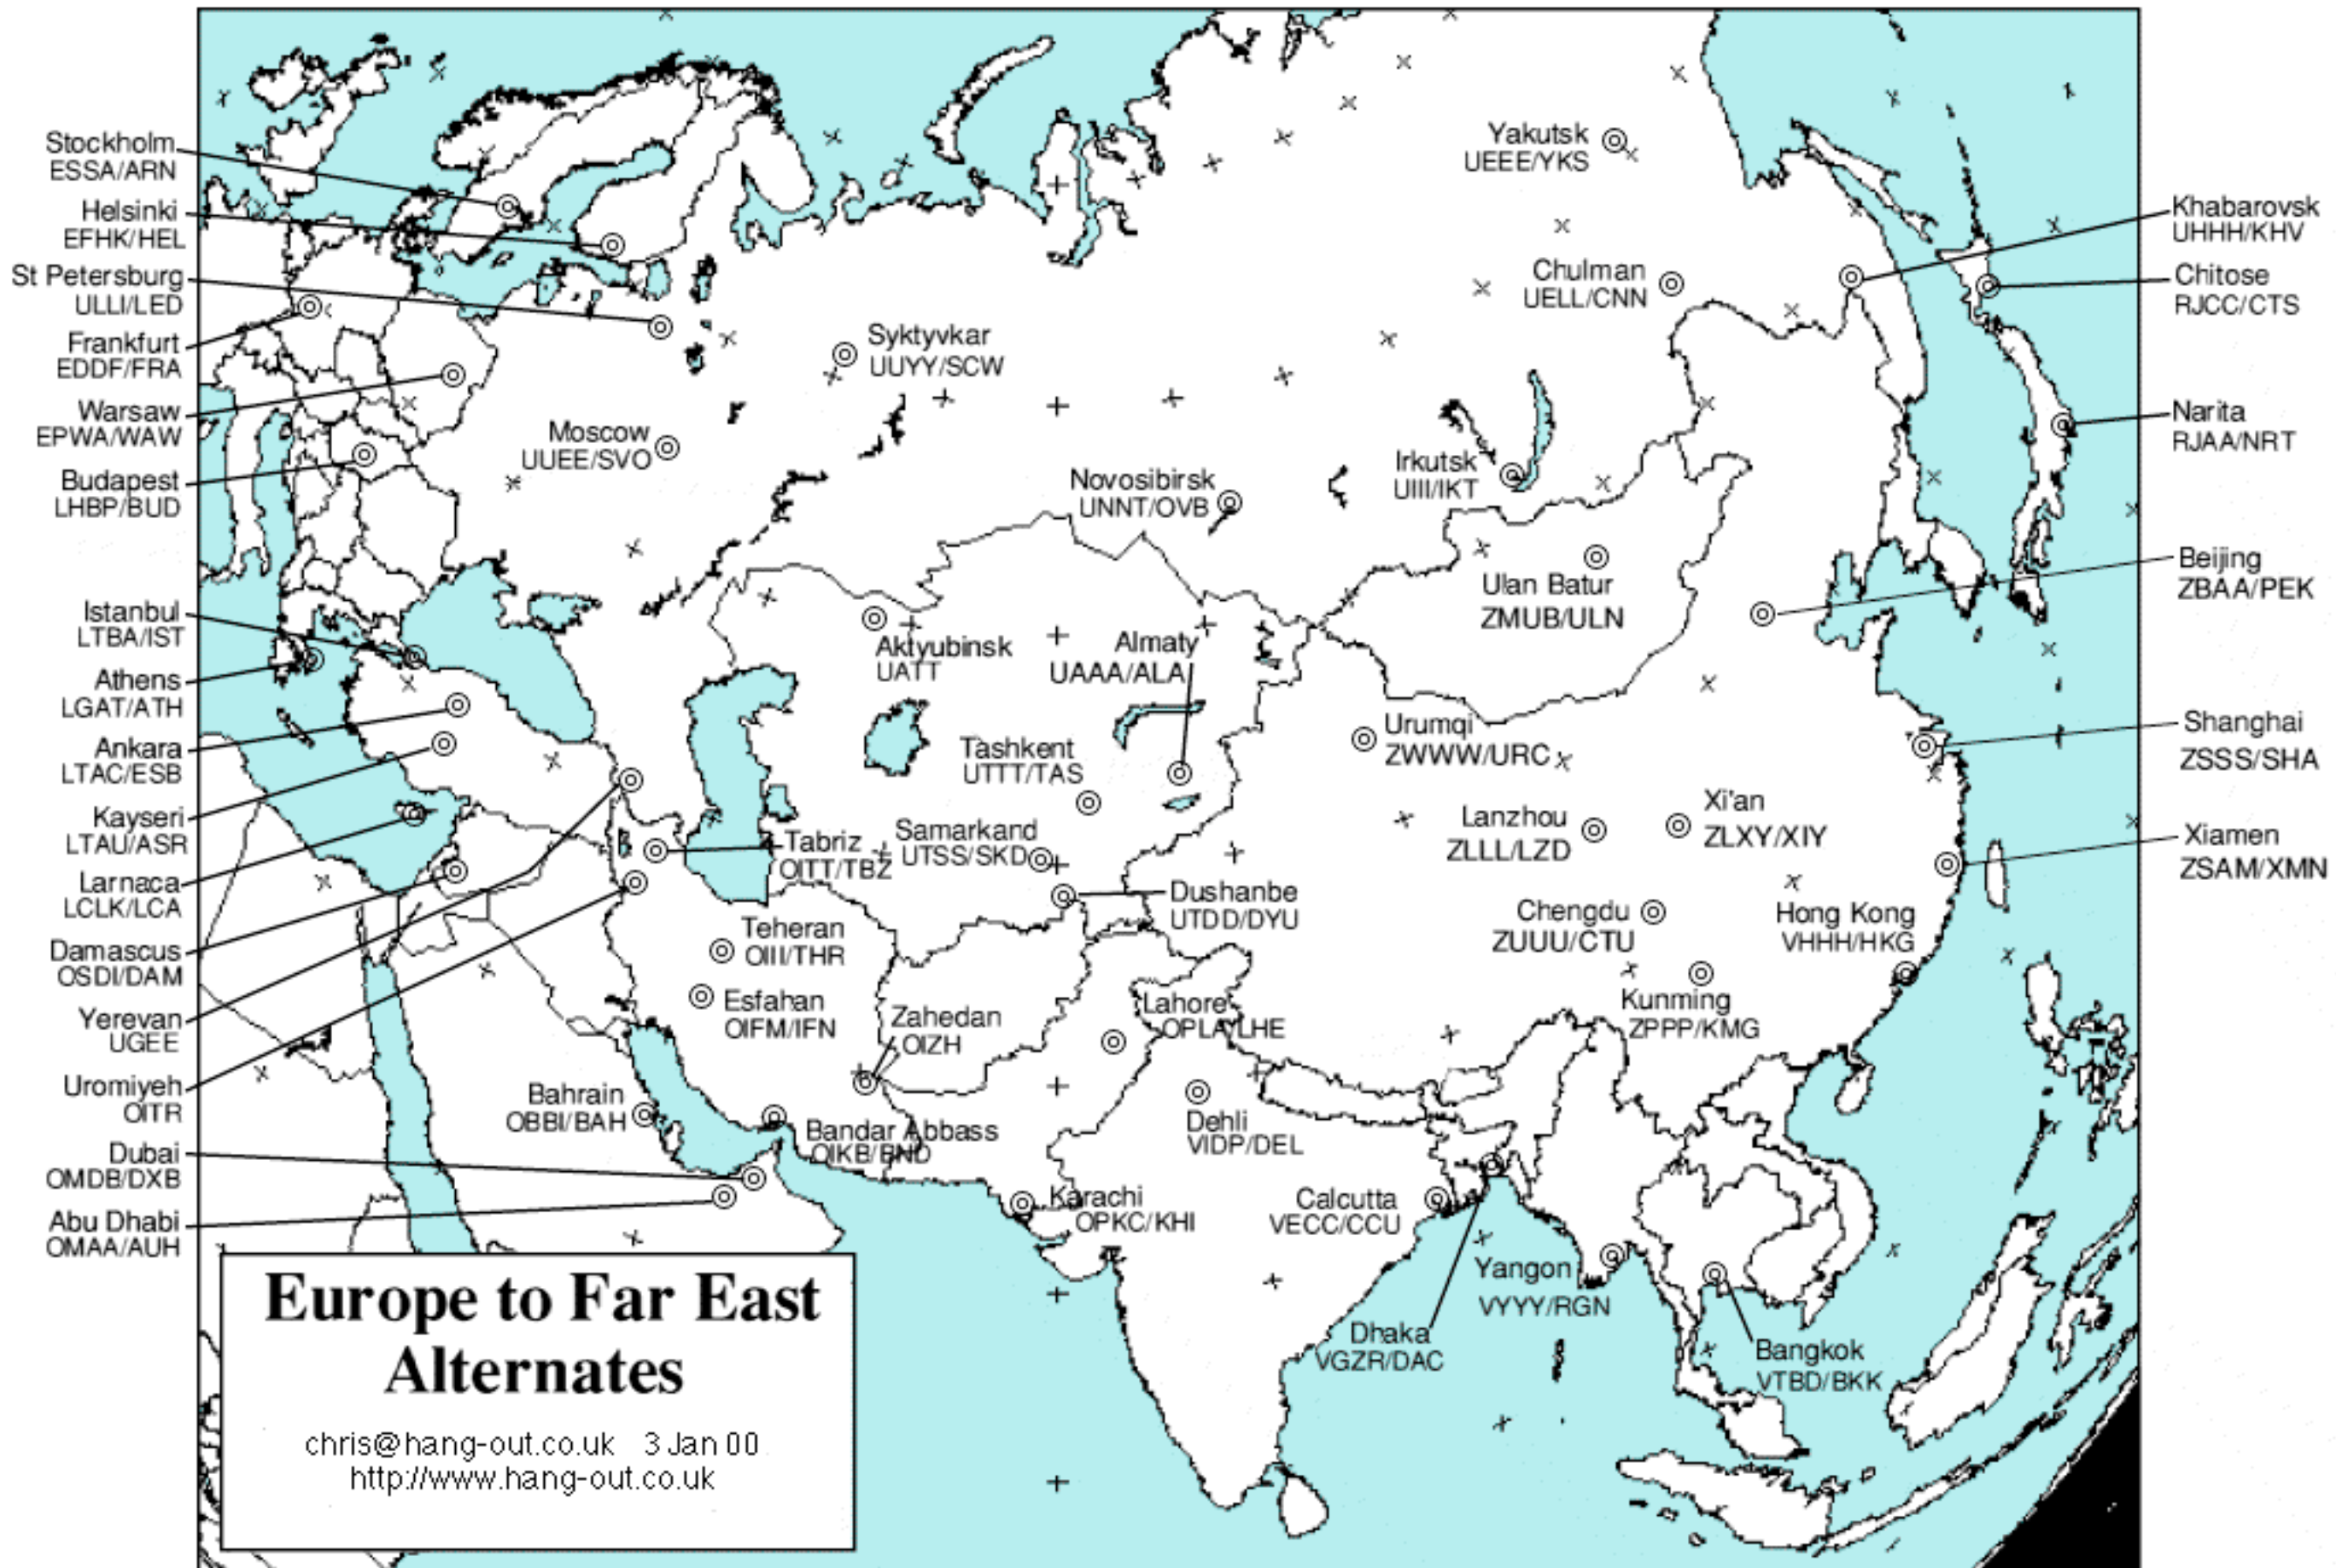 Stockholm
ESSA/ARN
Helsinki
EFHK/HEL
St Petersburg
ULLI/LED
Frankfurt
EDDF/FRA
Warsaw
EPWA/WAW
Budapest
LHBP/BUD
Istanbul
LTBA/IST
Athens
LGAT/ATH
Ankara
LTAC/ESB
Kayseri
LTAU/ASR
Larnaca
LCLK/LCA
Damascus
OSDI/DAM
Yerevan
UGEE
Uromiyeh
OITR
Dubai
OMDB/DXB
Abu Dhabi
OMAA/AUH
Syktyvkar
UUYY/SCW
Moscow
UUEE/SVO
Novosibirsk
UNNT/OVB
Yakutsk
UEEE/YKS
Chulman
UELL/CNN
Irkutsk
UIII/IKT
Ulan Batur
ZMUB/ULN
Aktyubinsk
UATT
Almaty
UAAA/ALA
Tashkent
UTTT/TAS
Urumqi
ZWWW/URC
Samarkand
UTSS/SKD
Tabriz
OITT/TBZ
Dushanbe
UTDD/DYU
Lanzhou
ZLLL/LZD
Xi'an
ZLXY/XIY
Chengdu
ZUUU/CTU
Hong Kong
VHHH/HKG
Kunming
ZPPP/KMG
Teheran
OIII/THR
Esfahan
OIFM/IFN
Zahedan
OIZH
Lahore
OPLA/LHE
Bahrain
OBBI/BAH
Bandar Abbass
OIKB/BND
Dehli
VIDP/DEL
Karachi
OPKC/KHI
Calcutta
VECC/CCU
Yangon
VYYY/RGN
Dhaka
VGZR/DAC
Bangkok
VTBD/BKK
Khabarovsk
UHHH/KHV
Chitose
RJCC/CTS
Narita
RJAA/NRT
Beijing
ZBAA/PEK
Shanghai
ZSSS/SHA
Xiamen
ZSAM/XMN
Europe to Far East
Alternates
chris@hang-out.co.uk 3 Jan 00
http://www.hang-out.co.uk